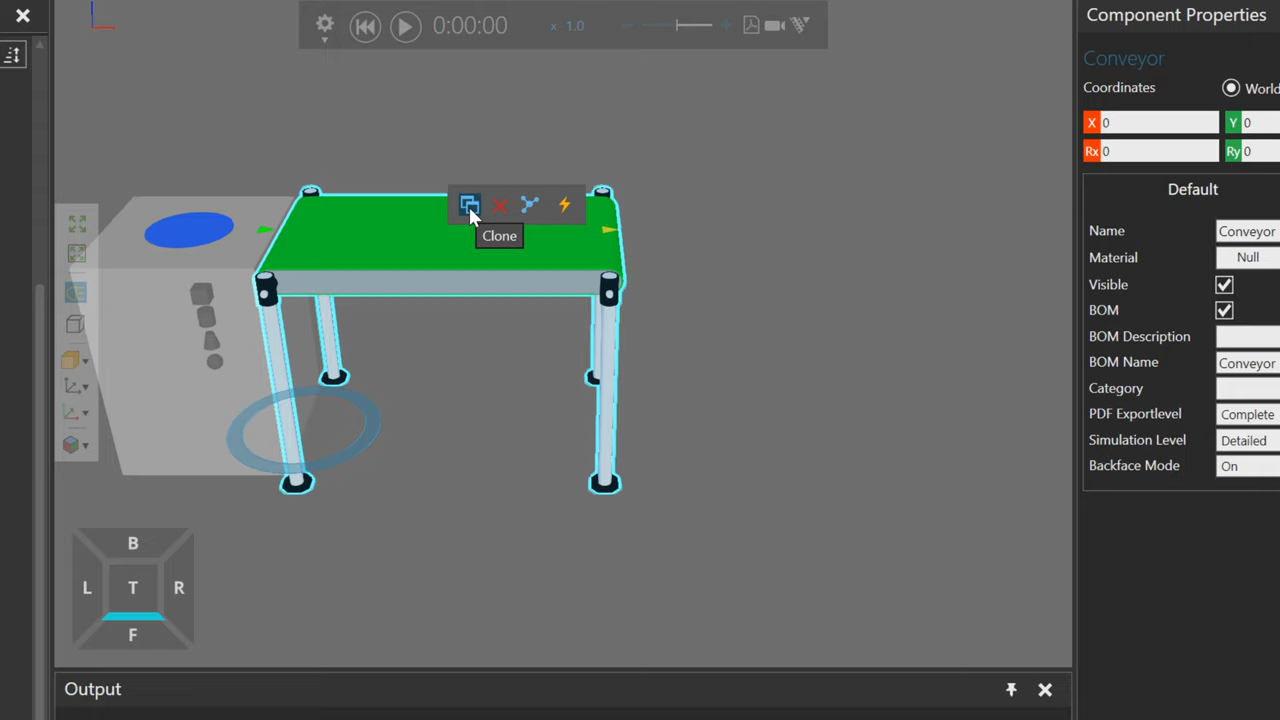 0:00:00
x 1.0
Component Properties
Conveyor
Coordinates
World
X 0
Y 0
Rx 0
Ry 0
Default
Name Conveyor
Material Null
Visible
BOM
BOM Description
BOM Name Conveyor
Category
PDF Exportlevel Complete
Simulation Level Detailed
Backface Mode On
Clone
B
L T R
F
Output